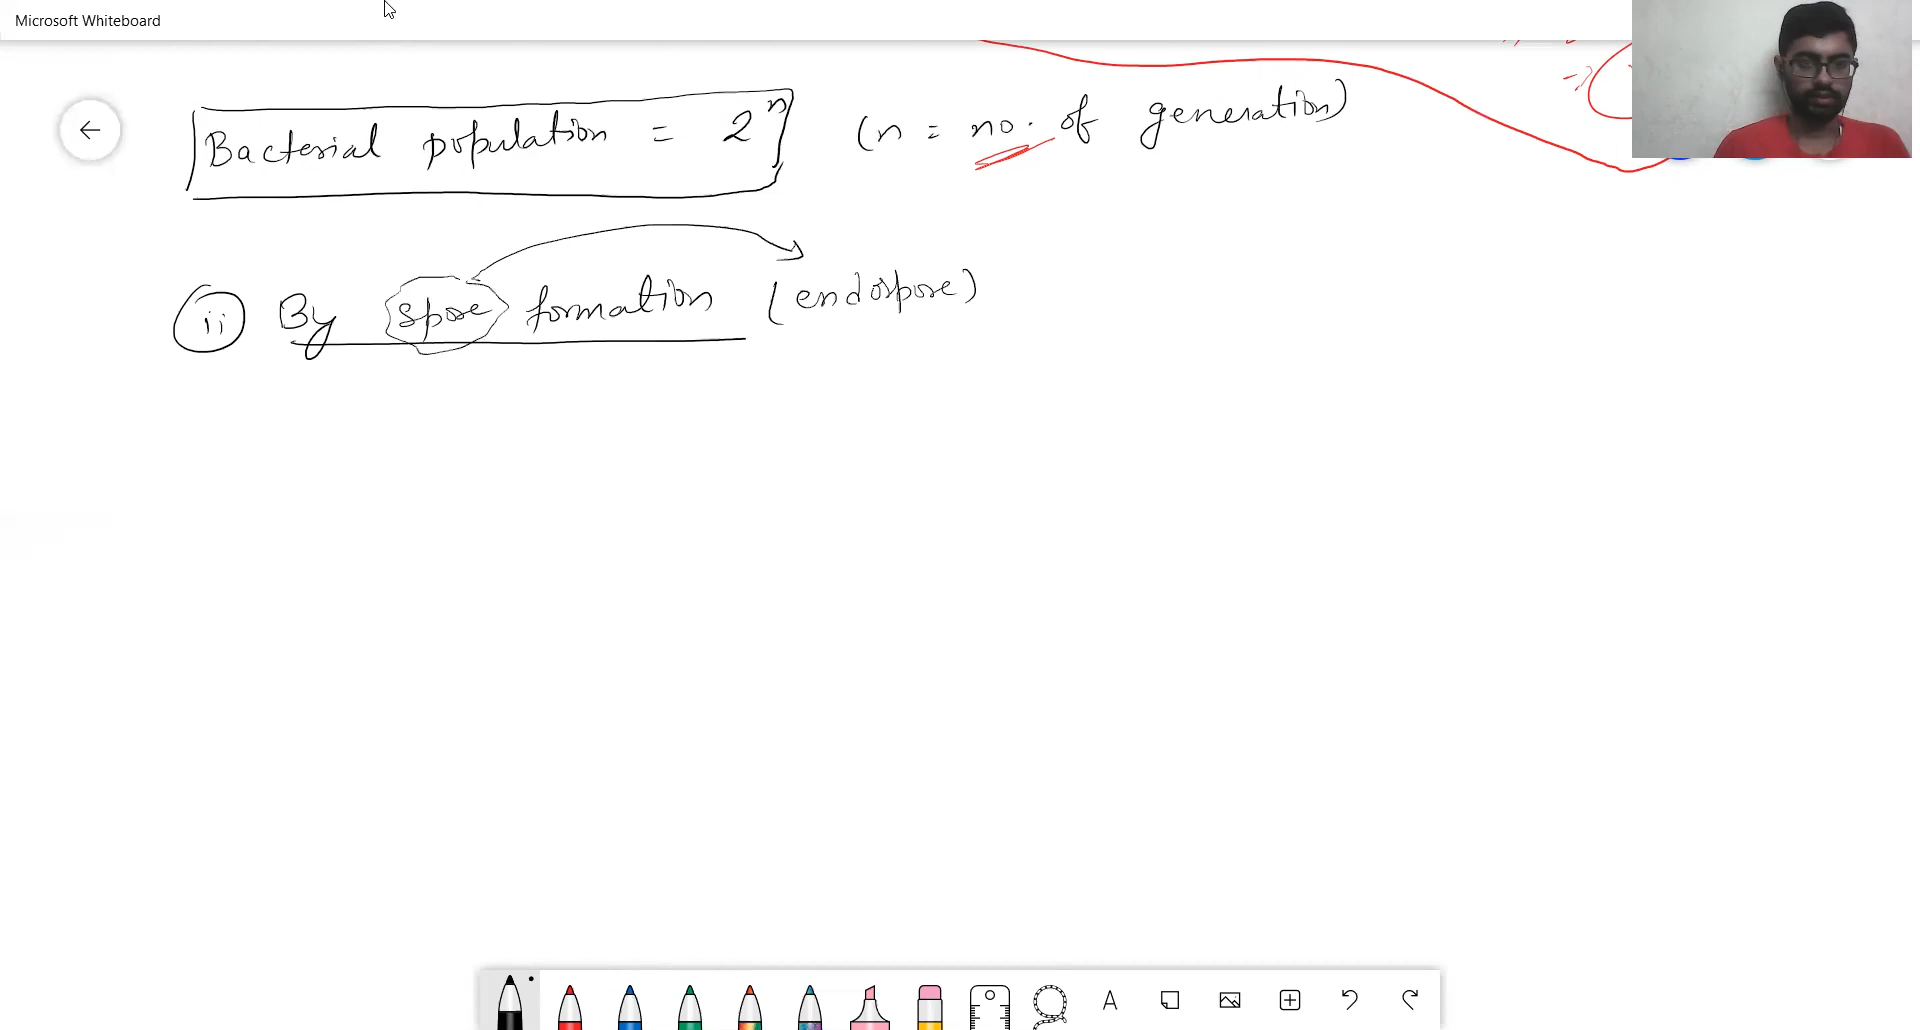 Microsoft Whiteboard
Bacterial population = 2ⁿ (n = no. of generation)
ii By spore formation (endospore)